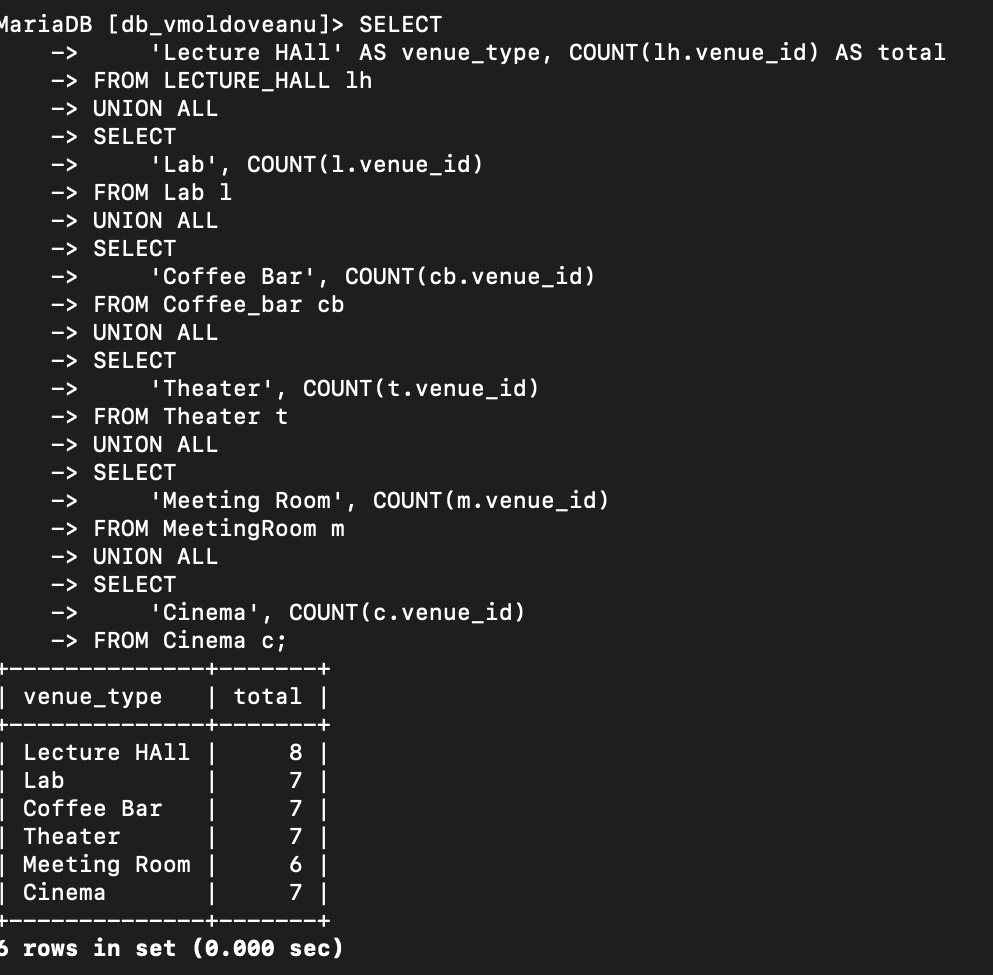 MariaDB [db_vmoldoveanu]> SELECT
    ->     'Lecture HAll' AS venue_type, COUNT(lh.venue_id) AS total
    -> FROM LECTURE_HALL lh
    -> UNION ALL
    -> SELECT
    ->     'Lab', COUNT(l.venue_id)
    -> FROM Lab l
    -> UNION ALL
    -> SELECT
    ->     'Coffee Bar', COUNT(cb.venue_id)
    -> FROM Coffee_bar cb
    -> UNION ALL
    -> SELECT
    ->     'Theater', COUNT(t.venue_id)
    -> FROM Theater t
    -> UNION ALL
    -> SELECT
    ->     'Meeting Room', COUNT(m.venue_id)
    -> FROM MeetingRoom m
    -> UNION ALL
    -> SELECT
    ->     'Cinema', COUNT(c.venue_id)
    -> FROM Cinema c;
+--------------+-------+
| venue_type   | total |
+--------------+-------+
| Lecture HAll |     8 |
| Lab          |     7 |
| Coffee Bar   |     7 |
| Theater      |     7 |
| Meeting Room |     6 |
| Cinema       |     7 |
+--------------+-------+
6 rows in set (0.000 sec)